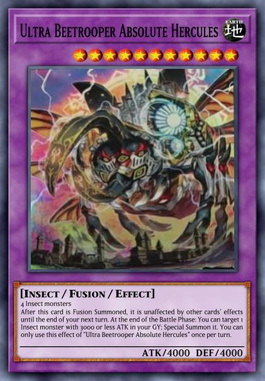 Ultra Beetrooper Absolute Hercules
EARTH
地
[Insect / Fusion / Effect]
4 Insect monsters
After this card is Fusion Summoned, it is unaffected by other cards' effects
until the end of your next turn. At the end of the Battle Phase: You can target 1
Insect monster with 3000 or less ATK in your GY; Special Summon it. You can
only use this effect of "Ultra Beetrooper Absolute Hercules" once per turn.
ATK/4000 DEF/4000